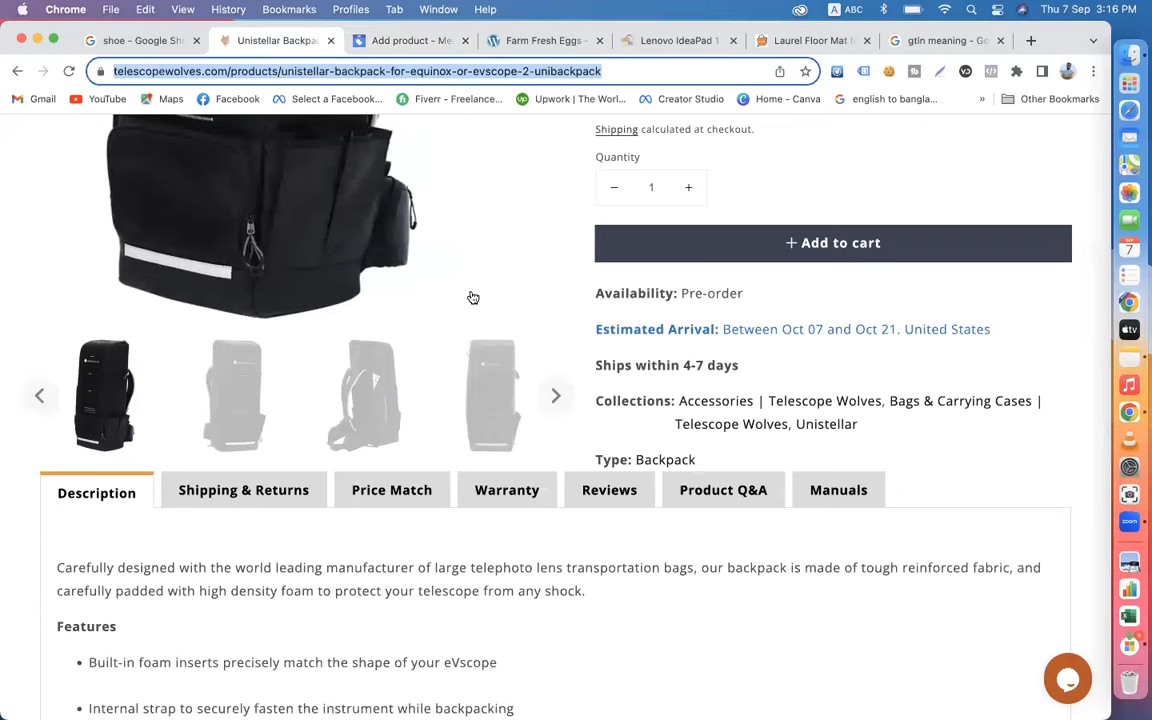 Chrome File Edit View History Bookmarks Profiles Tab Window Help A ABC Thu 7 Sep 3:16 PM
shoe - Google Sh Unistellar Backpa Add product - Me Farm Fresh Eggs - Lenovo IdeaPad 1 Laurel Floor Mat N gtin meaning - Go
telescopewolves.com/products/unistellar-backpack-for-equinox-or-evscope-2-unibackpack
Gmail YouTube Maps Facebook Select a Facebook... Fiverr - Freelance... Upwork | The Worl... Creator Studio Home - Canva english to bangla... » Other Bookmarks
Shipping calculated at checkout.
Quantity
− 1 +
+ Add to cart
Availability: Pre-order
Estimated Arrival: Between Oct 07 and Oct 21. United States
Ships within 4-7 days
Collections: Accessories | Telescope Wolves, Bags & Carrying Cases |
Telescope Wolves, Unistellar
Type: Backpack
Description Shipping & Returns Price Match Warranty Reviews Product Q&A Manuals
Carefully designed with the world leading manufacturer of large telephoto lens transportation bags, our backpack is made of tough reinforced fabric, and
carefully padded with high density foam to protect your telescope from any shock.
Features
• Built-in foam inserts precisely match the shape of your eVscope
• Internal strap to securely fasten the instrument while backpacking
SEP
7
tv
zoom